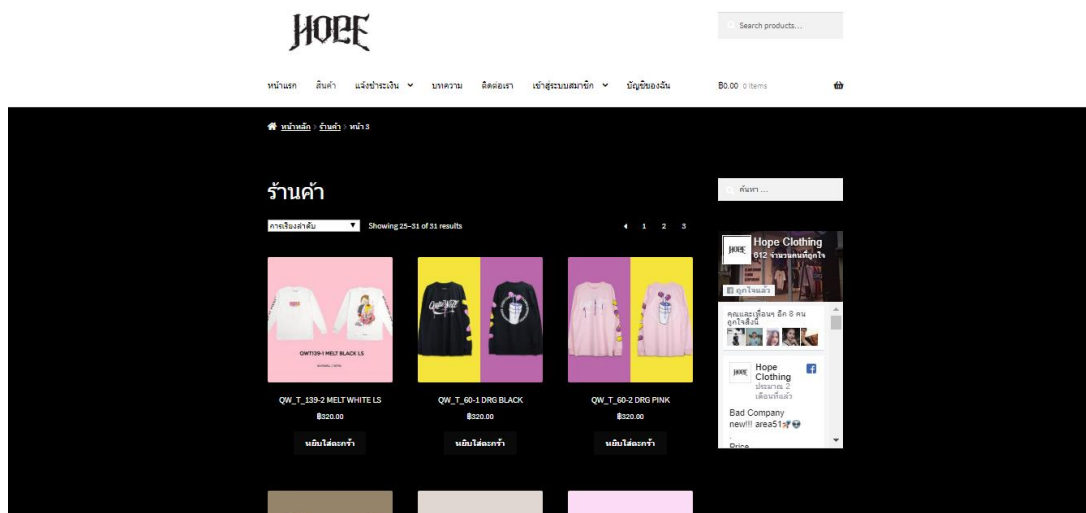 HOPE
Search products...
หน้าแรก สินค้า แจ้งชำระเงิน บทความ ติดต่อเรา เข้าสู่ระบบสมาชิก บัญชีของฉัน
฿0.00 0 items
หน้าหลัก › ร้านค้า › หน้า 3
ร้านค้า
การเรียงลำดับ Showing 25–31 of 31 results
1 2 3
QWT139-1 MELT BLACK LS
QW_T_139-2 MELT WHITE LS
฿320.00
หยิบใส่ตะกร้า
QW_T_60-1 DRG BLACK
฿320.00
หยิบใส่ตะกร้า
QW_T_60-2 DRG PINK
฿320.00
หยิบใส่ตะกร้า
ค้นหา ...
HOPE
Hope Clothing
612 จำนวนคนที่ถูกใจ
ถูกใจแล้ว
คุณและเพื่อนๆ อีก 8 คน
ถูกใจสิ่งนี้
HOPE
Hope
Clothing
ประมาณ 2
เดือนที่แล้ว
Bad Company
new!!! area51🚀👽
.
Price